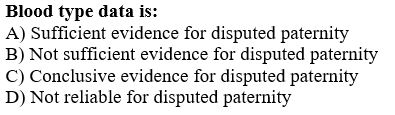 Blood type data is:
A) Sufficient evidence for disputed paternity
B) Not sufficient evidence for disputed paternity
C) Conclusive evidence for disputed paternity
D) Not reliable for disputed paternity